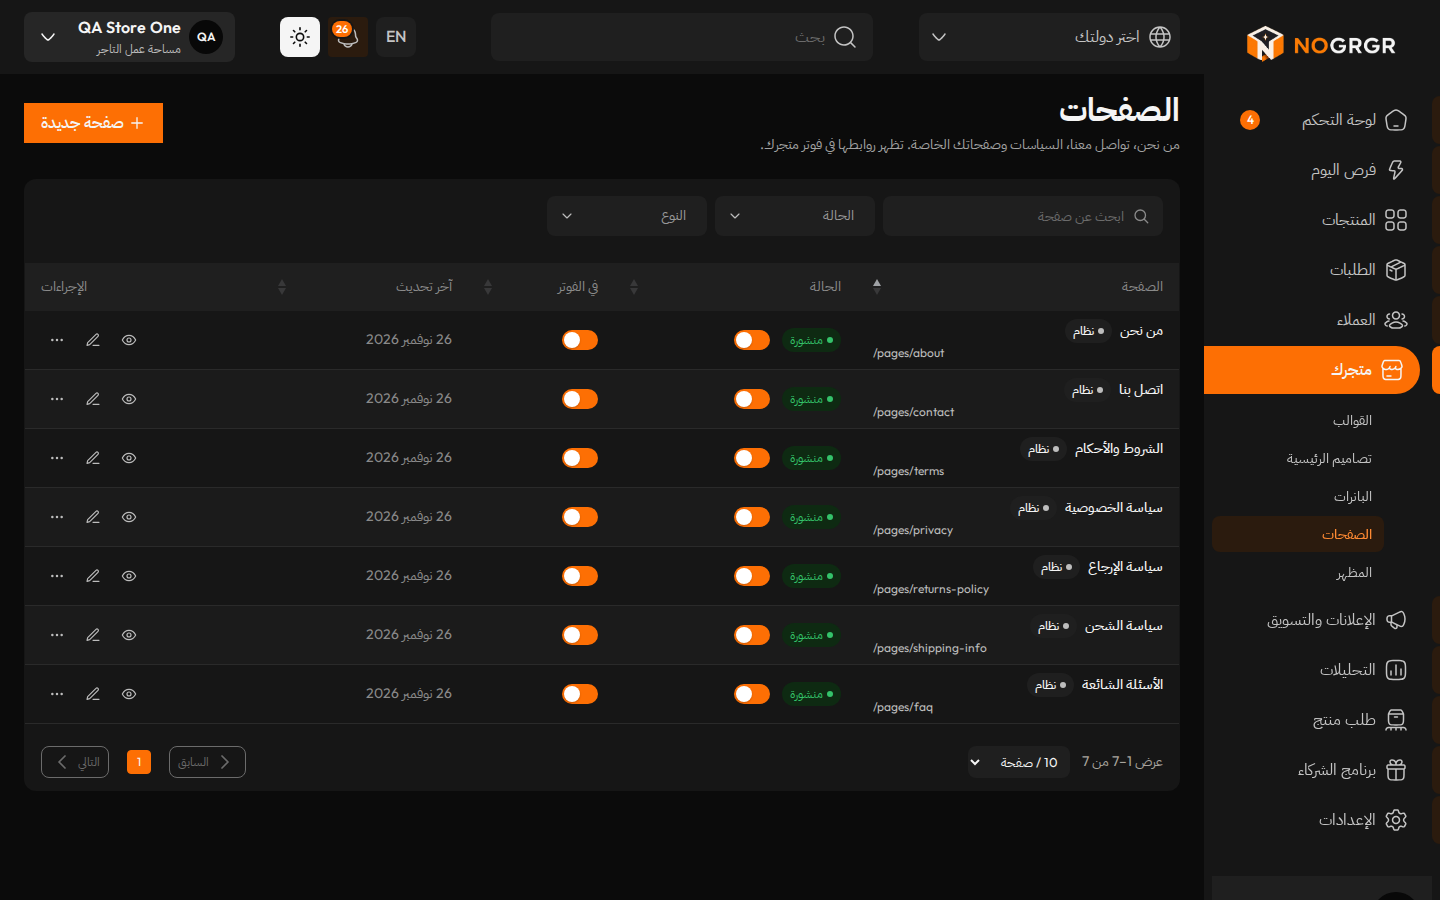 NOGRGR
اختر دولتك
بحث
EN
26
QA Store One
مساحة عمل التاجر
QA
لوحة التحكم
4
فرص اليوم
المنتجات
الطلبات
العملاء
متجرك
القوالب
تصاميم الرئيسية
البانرات
الصفحات
المظهر
الإعلانات والتسويق
التحليلات
طلب منتج
برنامج الشركاء
الإعدادات
الصفحات
من نحن، تواصل معنا، السياسات وصفحاتك الخاصة. تظهر روابطها في فوتر متجرك.
صفحة جديدة
ابحث عن صفحة
الحالة
النوع
الصفحة الحالة في الفوتر آخر تحديث الإجراءات
من نحن نظام منشورة 26 نوفمبر 2026
/pages/about
اتصل بنا نظام منشورة 26 نوفمبر 2026
/pages/contact
الشروط والأحكام نظام منشورة 26 نوفمبر 2026
/pages/terms
سياسة الخصوصية نظام منشورة 26 نوفمبر 2026
/pages/privacy
سياسة الإرجاع نظام منشورة 26 نوفمبر 2026
/pages/returns-policy
سياسة الشحن نظام منشورة 26 نوفمبر 2026
/pages/shipping-info
الأسئلة الشائعة نظام منشورة 26 نوفمبر 2026
/pages/faq
عرض 1–7 من 7
10 / صفحة
السابق
1
التالي